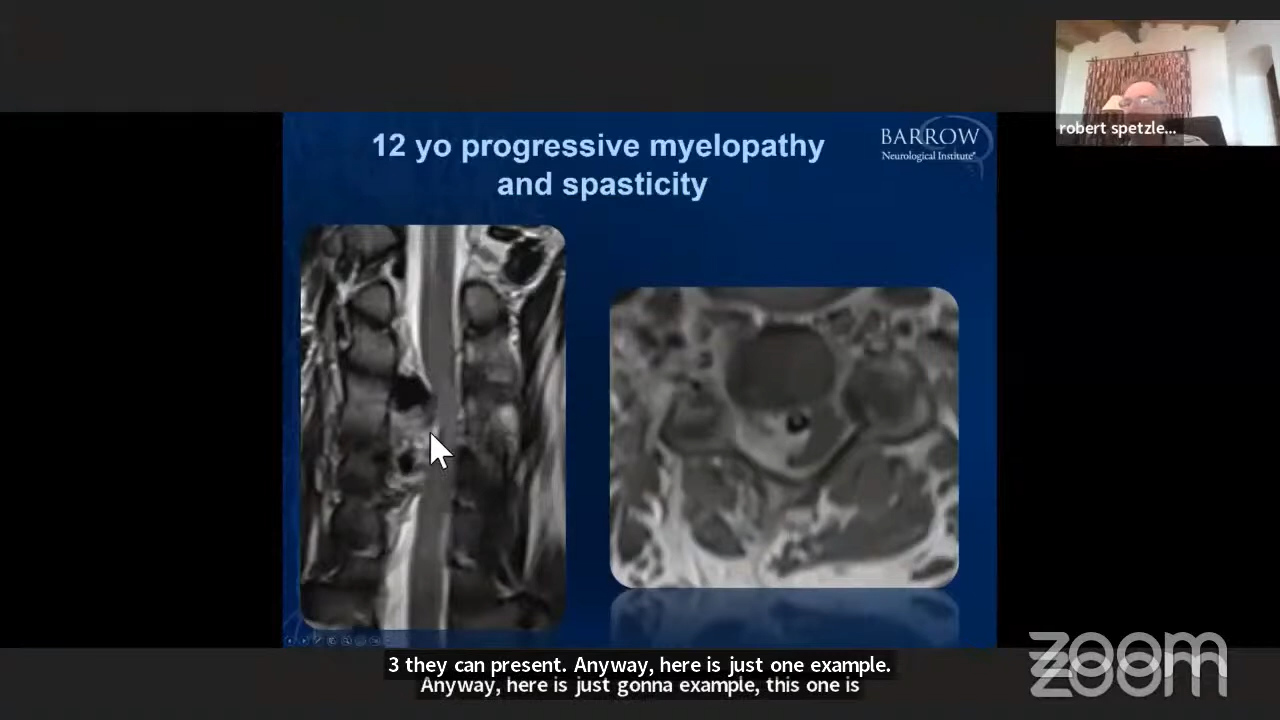 robert spetzle...
12 yo progressive myelopathy
and spasticity
BARROW
Neurological Institute®
3 they can present. Anyway, here is just one example.
Anyway, here is just gonna example, this one is
zoom